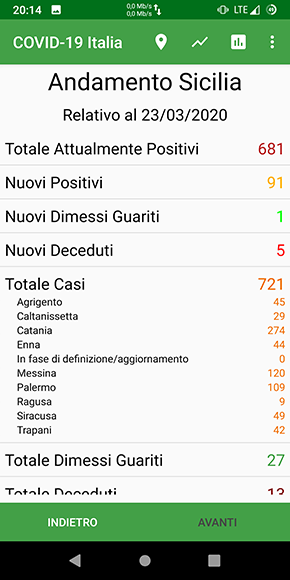 20:14 0,0 Mb/s 0,0 Mb/s LTE
COVID-19 Italia
Andamento Sicilia
Relativo al 23/03/2020
Totale Attualmente Positivi 681
Nuovi Positivi 91
Nuovi Dimessi Guariti 1
Nuovi Deceduti 5
Totale Casi 721
Agrigento 45
Caltanissetta 29
Catania 274
Enna 44
In fase di definizione/aggiornamento 0
Messina 120
Palermo 109
Ragusa 9
Siracusa 49
Trapani 42
Totale Dimessi Guariti 27
Totale Deceduti 13
INDIETRO AVANTI